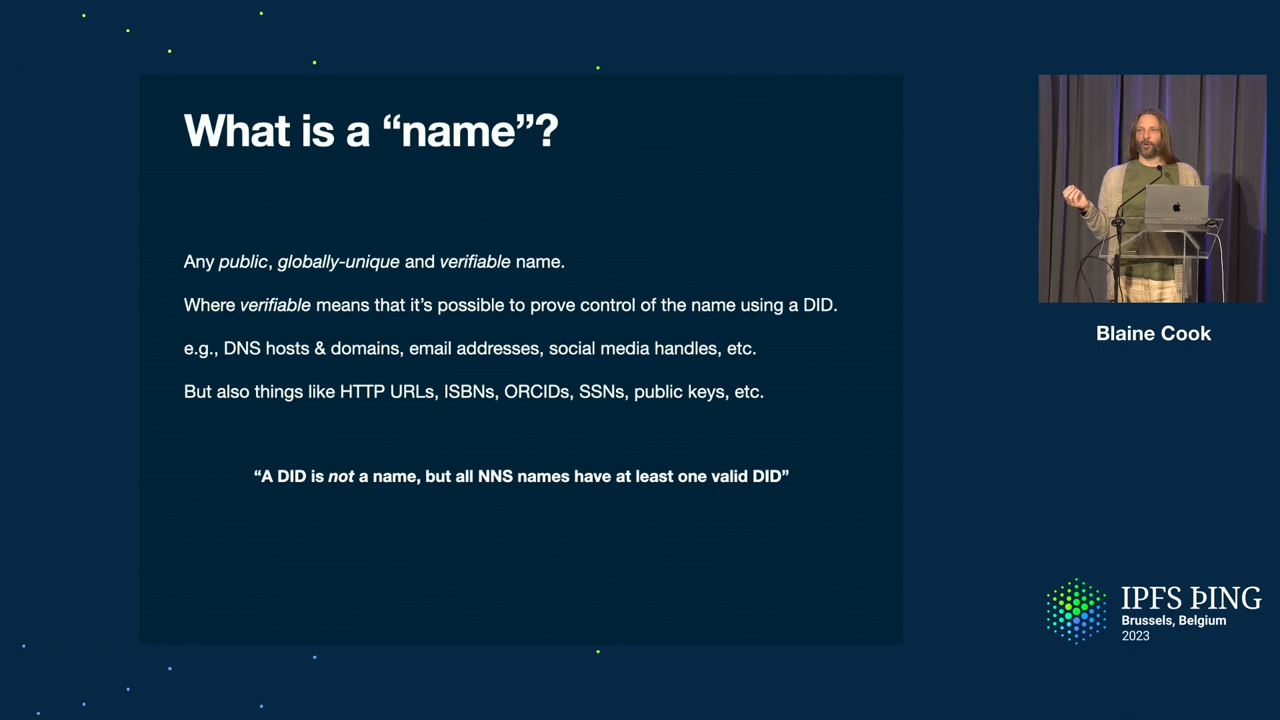 What is a “name”?
Any public, globally-unique and verifiable name.
Where verifiable means that it’s possible to prove control of the name using a DID.
e.g., DNS hosts & domains, email addresses, social media handles, etc.
But also things like HTTP URLs, ISBNs, ORCIDs, SSNs, public keys, etc.
“A DID is not a name, but all NNS names have at least one valid DID”
Blaine Cook
IPFS ÞING
Brussels, Belgium
2023